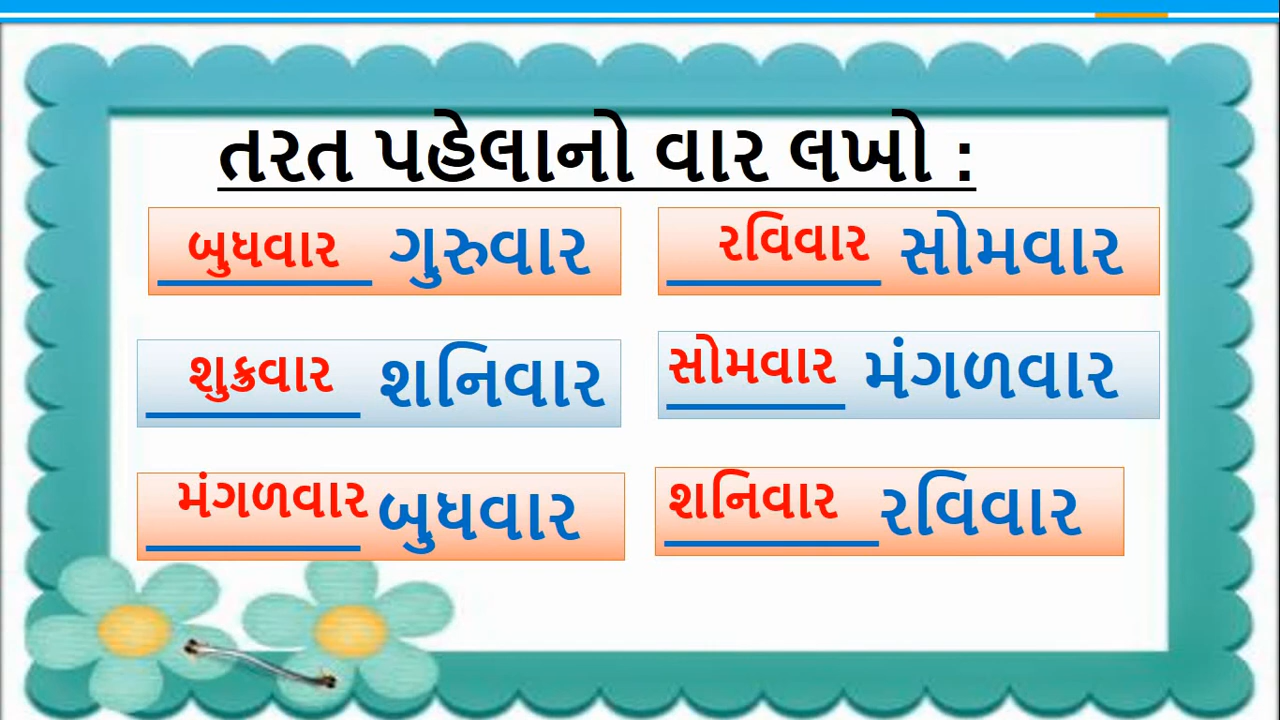 તરત પહેલાનો વાર લખો :
બુધવાર ગુરુવાર
રવિવાર સોમવાર
શુક્રવાર શનિવાર
સોમવાર મંગળવાર
મંગળવાર બુધવાર
શનિવાર રવિવાર